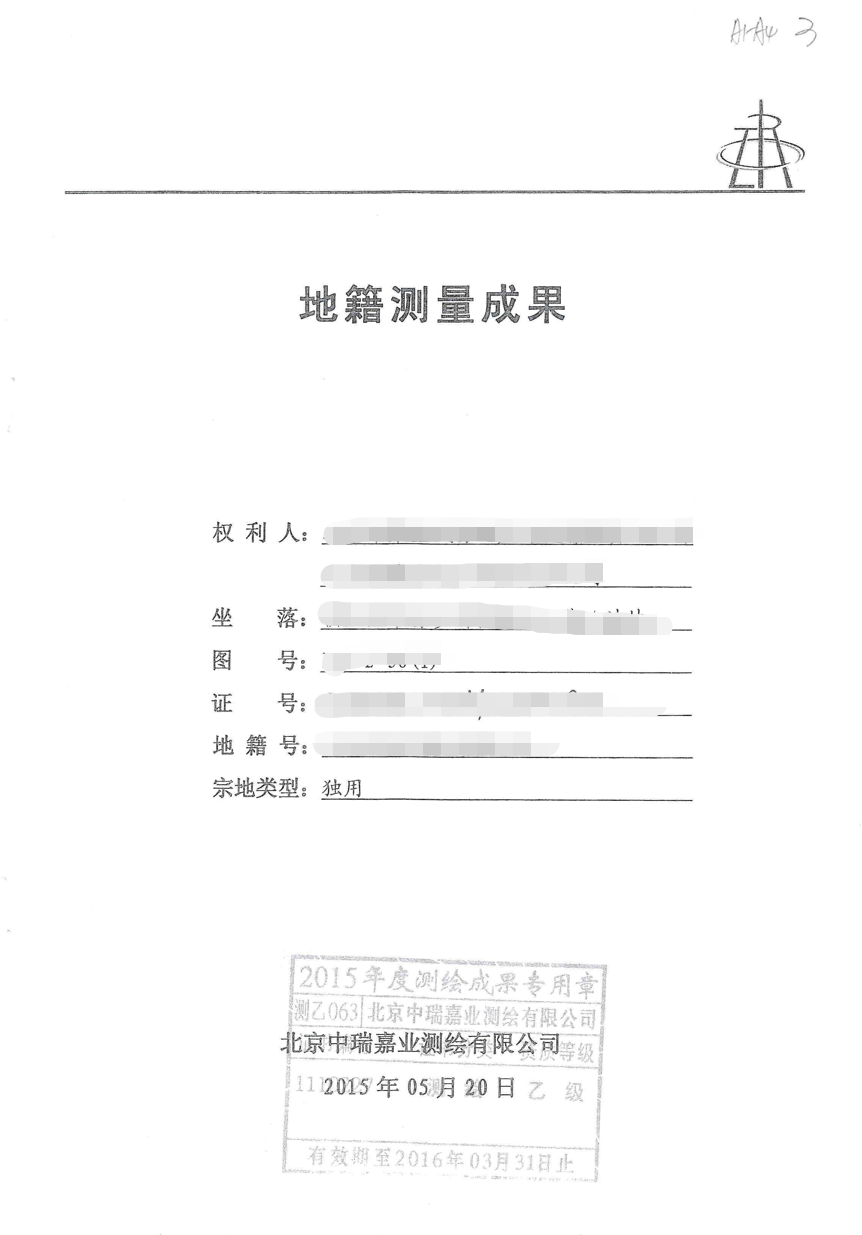 A1-A4 3
地籍测量成果
权利人：
坐落：
图号：
证号：
地籍号：
宗地类型：独用
2015年度测绘成果专用章
测乙063 北京中瑞嘉业测绘有限公司
北京中瑞嘉业测绘有限公司
等级
2015年05月20日
乙级
有效期至2016年03月31日止